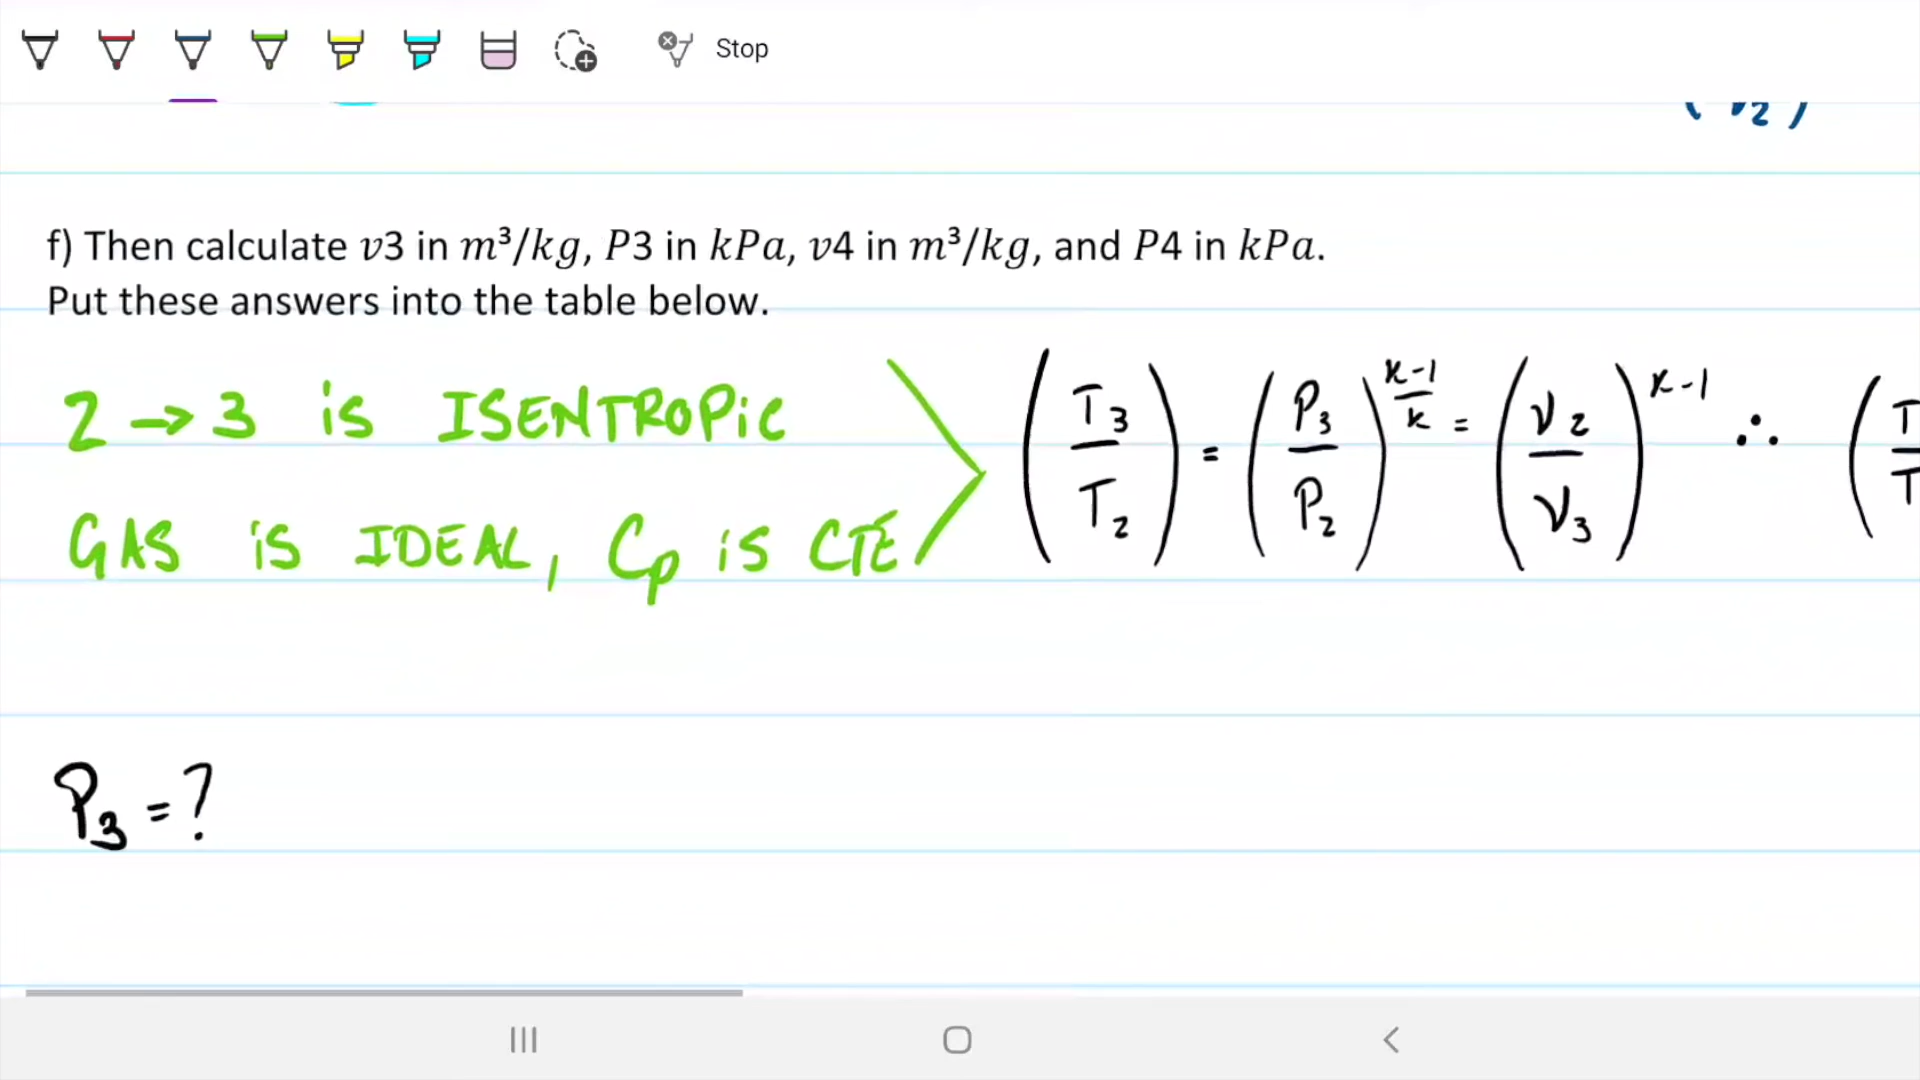 Stop
(v2)
f) Then calculate v3 in m³/kg, P3 in kPa, v4 in m³/kg, and P4 in kPa.
Put these answers into the table below.
2 → 3 is ISENTROPiC
GAS is IDEAL, Cp is CTE
(T3/T2) = (P3/P2)^((k-1)/k) = (v2/v3)^(k-1) ∴ (T/T
P3 = ?